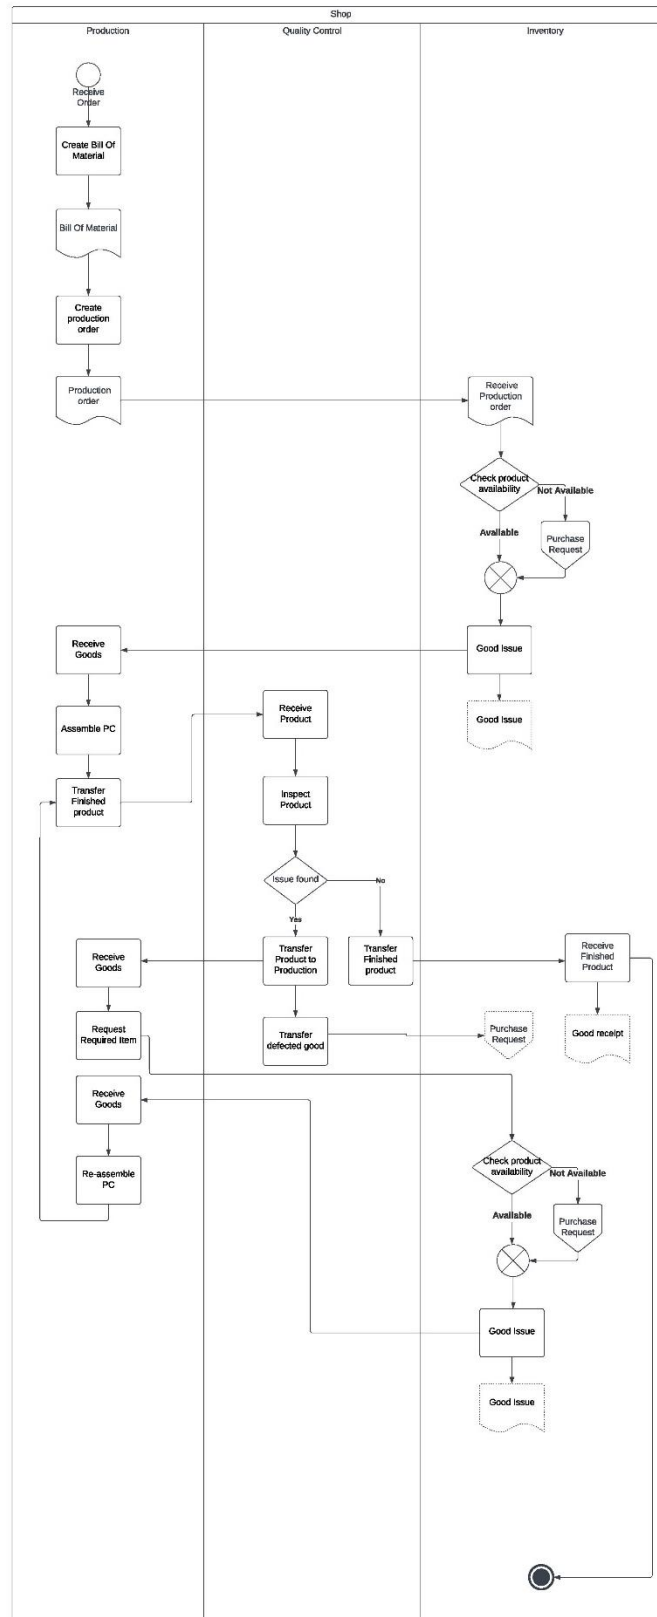 Shop
Production
Quality Control
Inventory
Receive
Order
Create Bill Of
Material
Bill Of Material
Create
production
order
Production
order
Receive
Production
order
Check product
availability
Not Available
Available
Purchase
Request
Receive
Goods
Good Issue
Good Issue
Assemble PC
Receive
Product
Transfer
Finished
product
Inspect
Product
Issue found
No
Yes
Receive
Goods
Transfer
Product to
Production
Transfer
Finished
product
Receive
Finished
Product
Request
Required Item
Transfer
defected good
Purchase
Request
Good receipt
Receive
Goods
Re-assemble
PC
Check product
availability
Not Available
Available
Purchase
Request
Good Issue
Good Issue